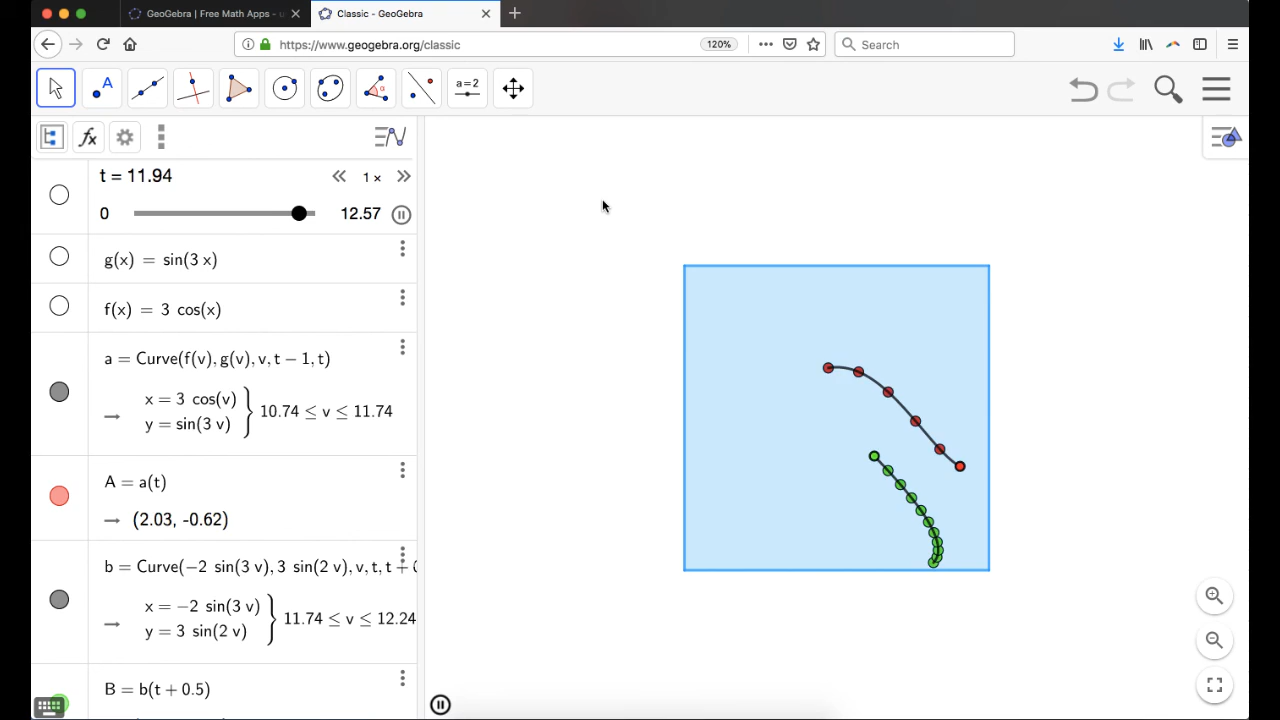 GeoGebra | Free Math Apps - u
Classic - GeoGebra
https://www.geogebra.org/classic
120%
Search
A
α
a=2
fx
t = 11.94
1 ×
0
12.57
g(x) = sin(3 x)
f(x) = 3 cos(x)
a = Curve(f(v), g(v), v, t − 1, t)
x = 3 cos(v)
y = sin(3 v)
} 10.74 ≤ v ≤ 11.74
A = a(t)
→ (2.03, -0.62)
b = Curve(−2 sin(3 v), 3 sin(2 v), v, t, t + 0
x = −2 sin(3 v)
y = 3 sin(2 v)
} 11.74 ≤ v ≤ 12.24
B = b(t + 0.5)